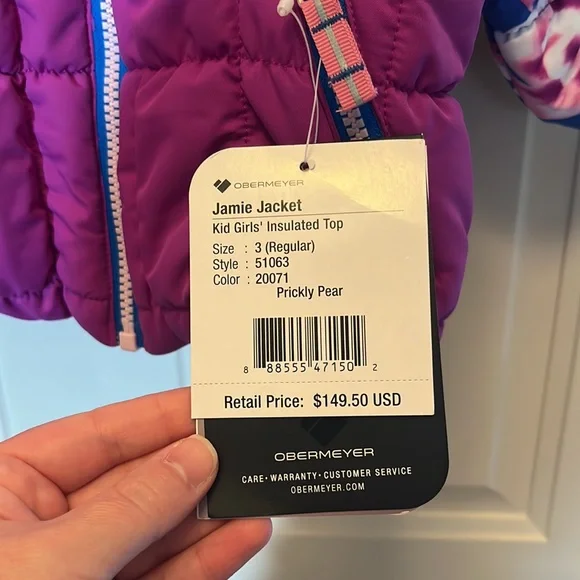 OBERMEYER
Jamie Jacket
Kid Girls' Insulated Top
Size : 3 (Regular)
Style : 51063
Color : 20071
Prickly Pear
8 88555 47150 2
Retail Price: $149.50 USD
OBERMEYER
CARE • WARRANTY • CUSTOMER SERVICE
OBERMEYER.COM